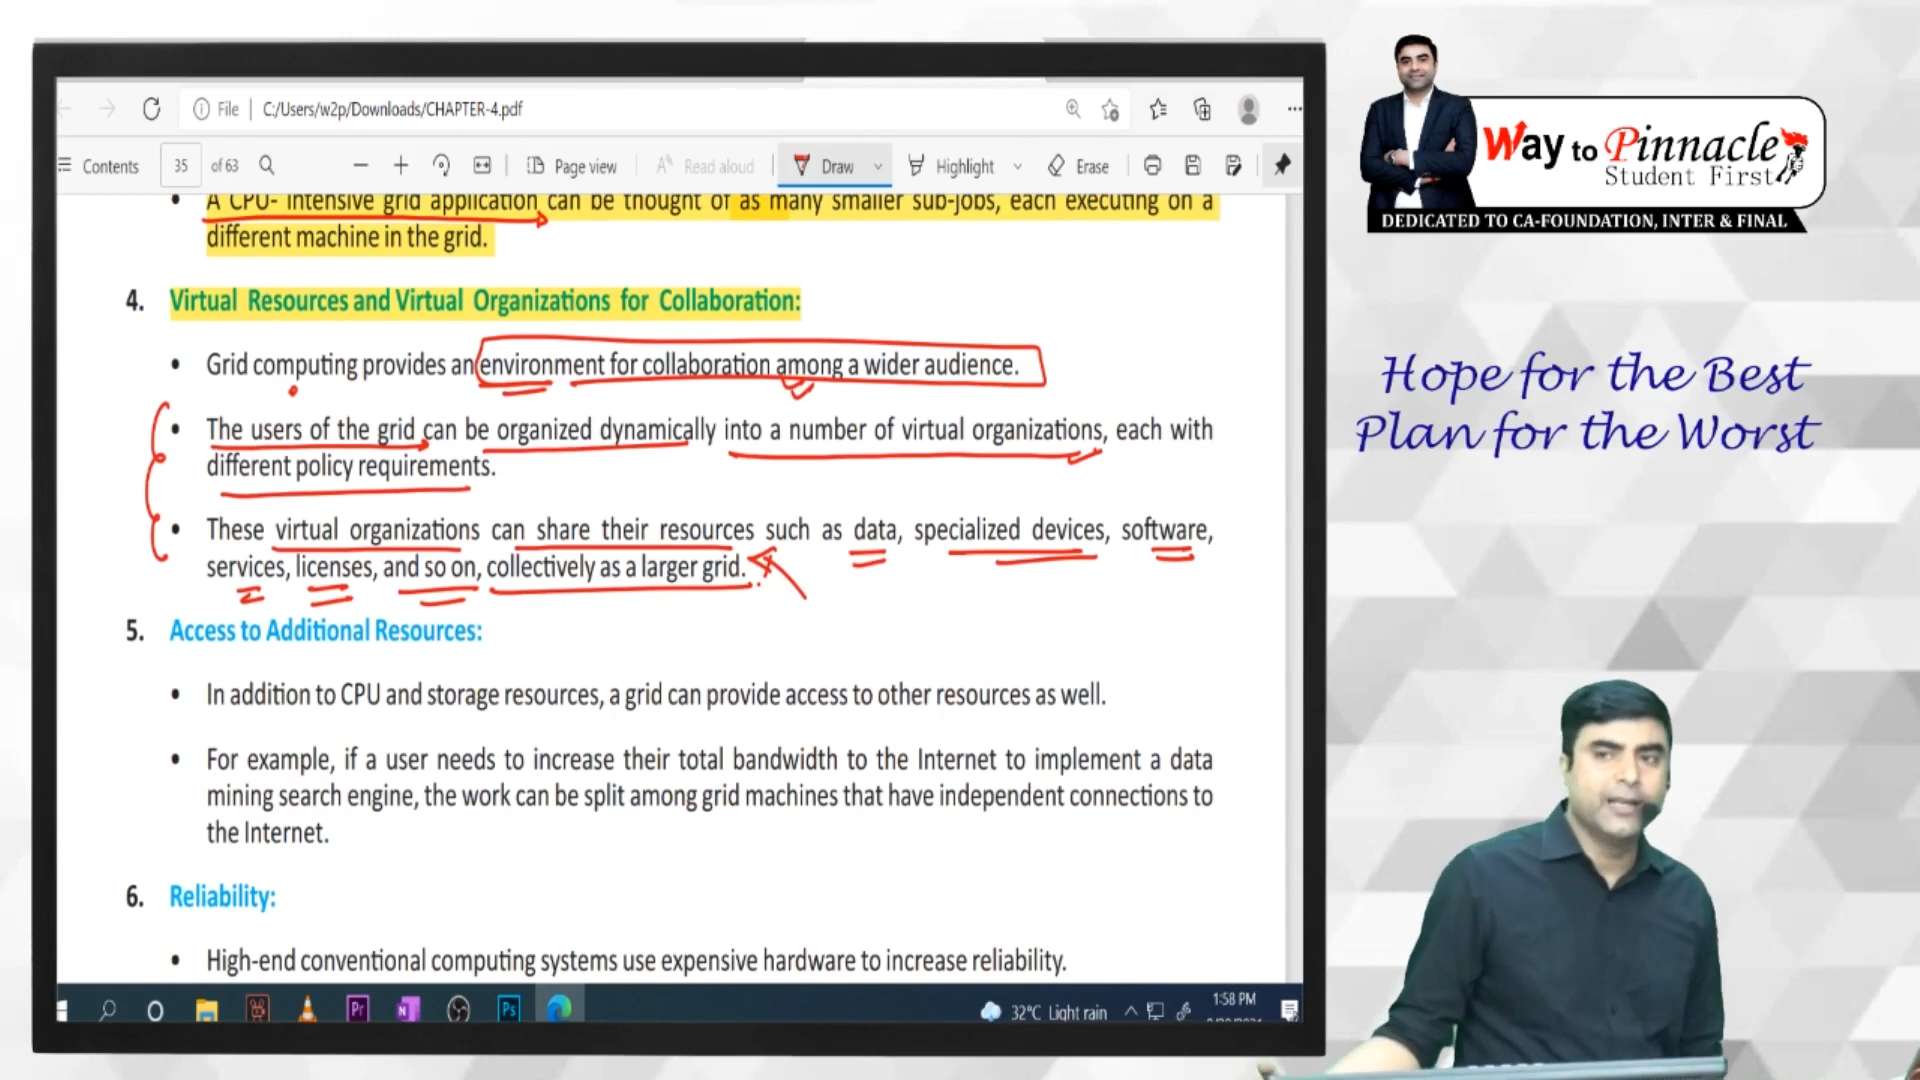 File
C:/Users/w2p/Downloads/CHAPTER-4.pdf
Contents
35
of 63
Page view
Read aloud
Draw
Highlight
Erase
• A CPU- intensive grid application can be thought of as many smaller sub-jobs, each executing on a
different machine in the grid.
4. Virtual Resources and Virtual Organizations for Collaboration:
• Grid computing provides an environment for collaboration among a wider audience.
• The users of the grid can be organized dynamically into a number of virtual organizations, each with
different policy requirements.
• These virtual organizations can share their resources such as data, specialized devices, software,
services, licenses, and so on, collectively as a larger grid.
5. Access to Additional Resources:
• In addition to CPU and storage resources, a grid can provide access to other resources as well.
• For example, if a user needs to increase their total bandwidth to the Internet to implement a data
mining search engine, the work can be split among grid machines that have independent connections to
the Internet.
6. Reliability:
• High-end conventional computing systems use expensive hardware to increase reliability.
Pr
N
Ps
32°C Light rain
1:58 PM
Way to Pinnacle
Student First
DEDICATED TO CA-FOUNDATION, INTER & FINAL
Hope for the Best
Plan for the Worst